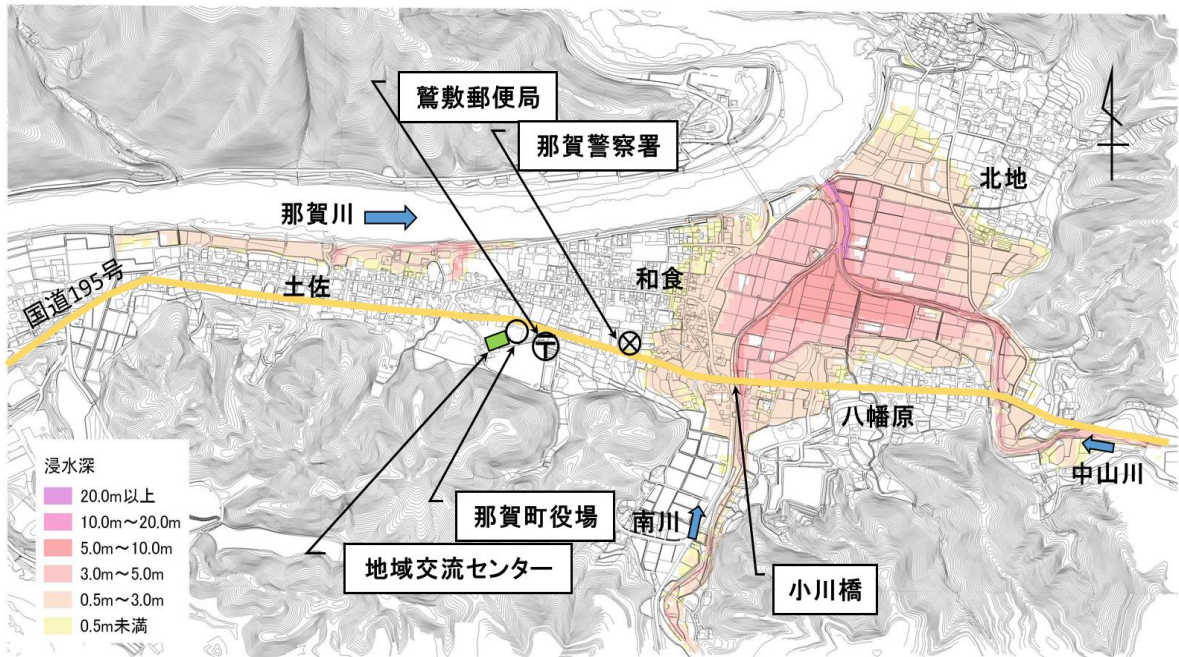 鷲敷郵便局
那賀警察署
北地
那賀川
和食
国道195号
土佐
八幡原
中山川
那賀町役場
南川
地域交流センター
小川橋
浸水深
20.0m以上
10.0m～20.0m
5.0m～10.0m
3.0m～5.0m
0.5m～3.0m
0.5m未満